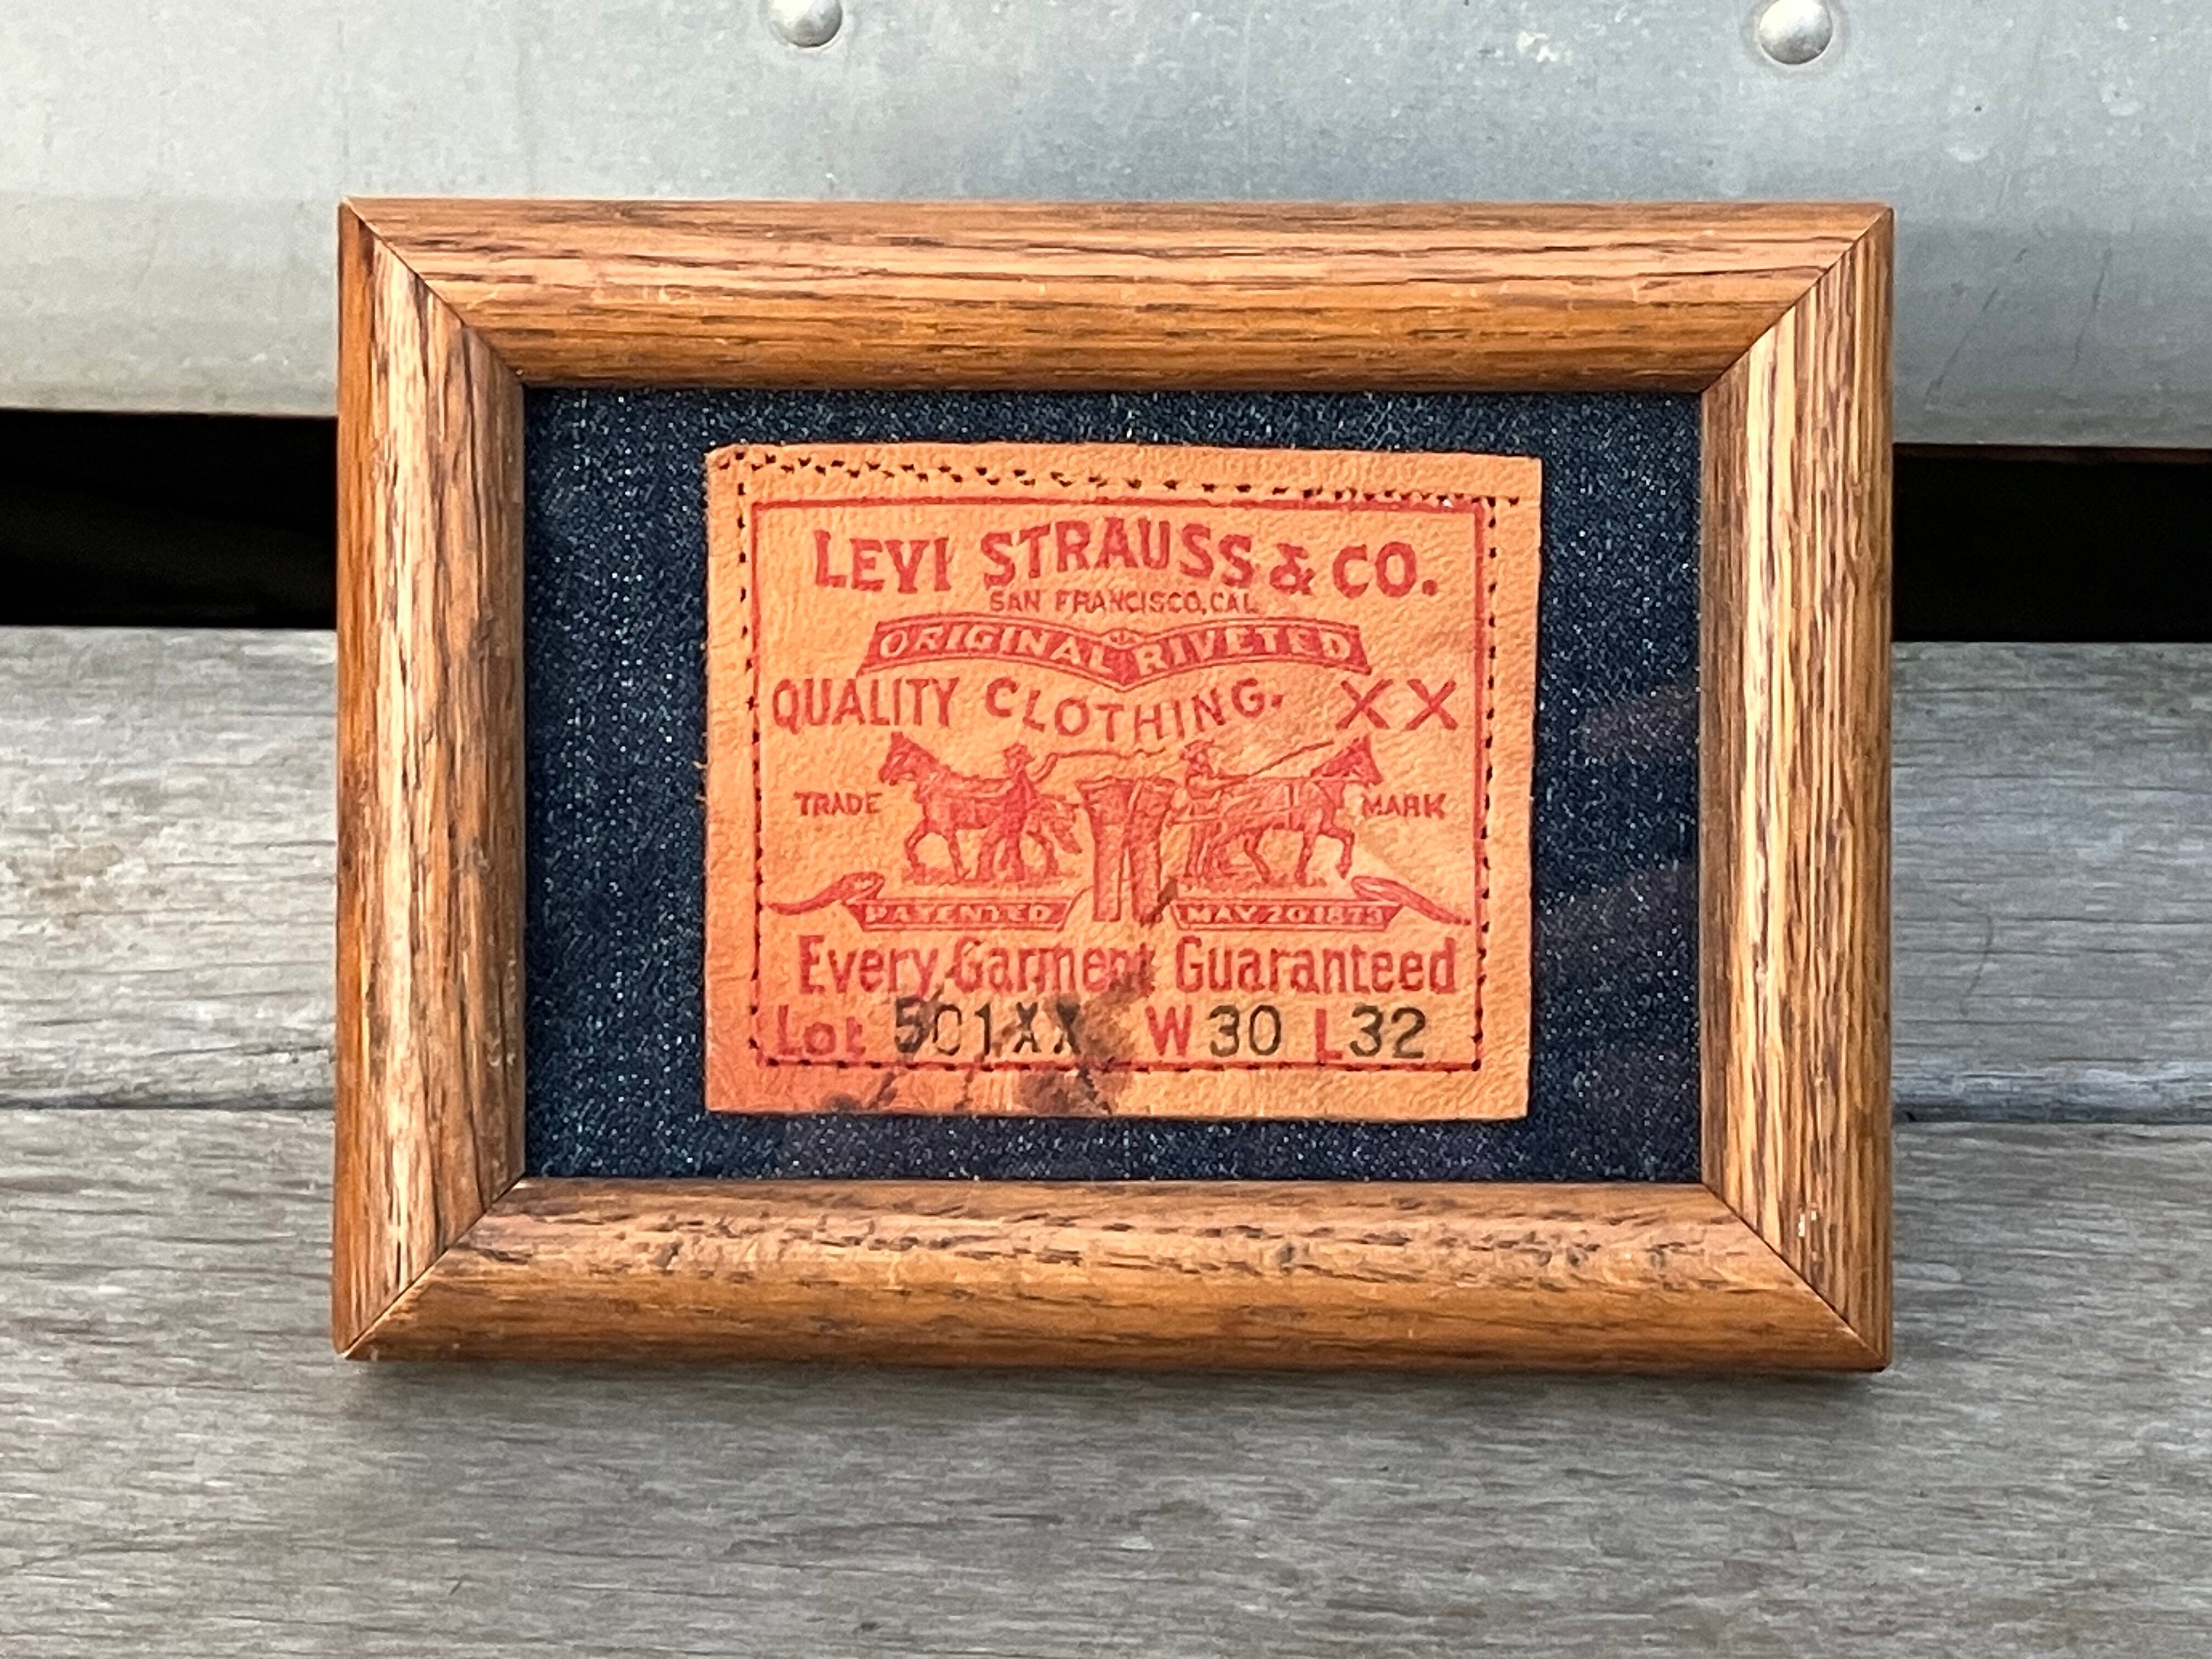 LEVI STRAUSS & CO.
SAN FRANCISCO, CAL
ORIGINAL RIVETED
QUALITY CLOTHING. XX
TRADE MARK
PATENTED MAY 20 1873
Every Garment Guaranteed
Lot 501XX W 30 L 32